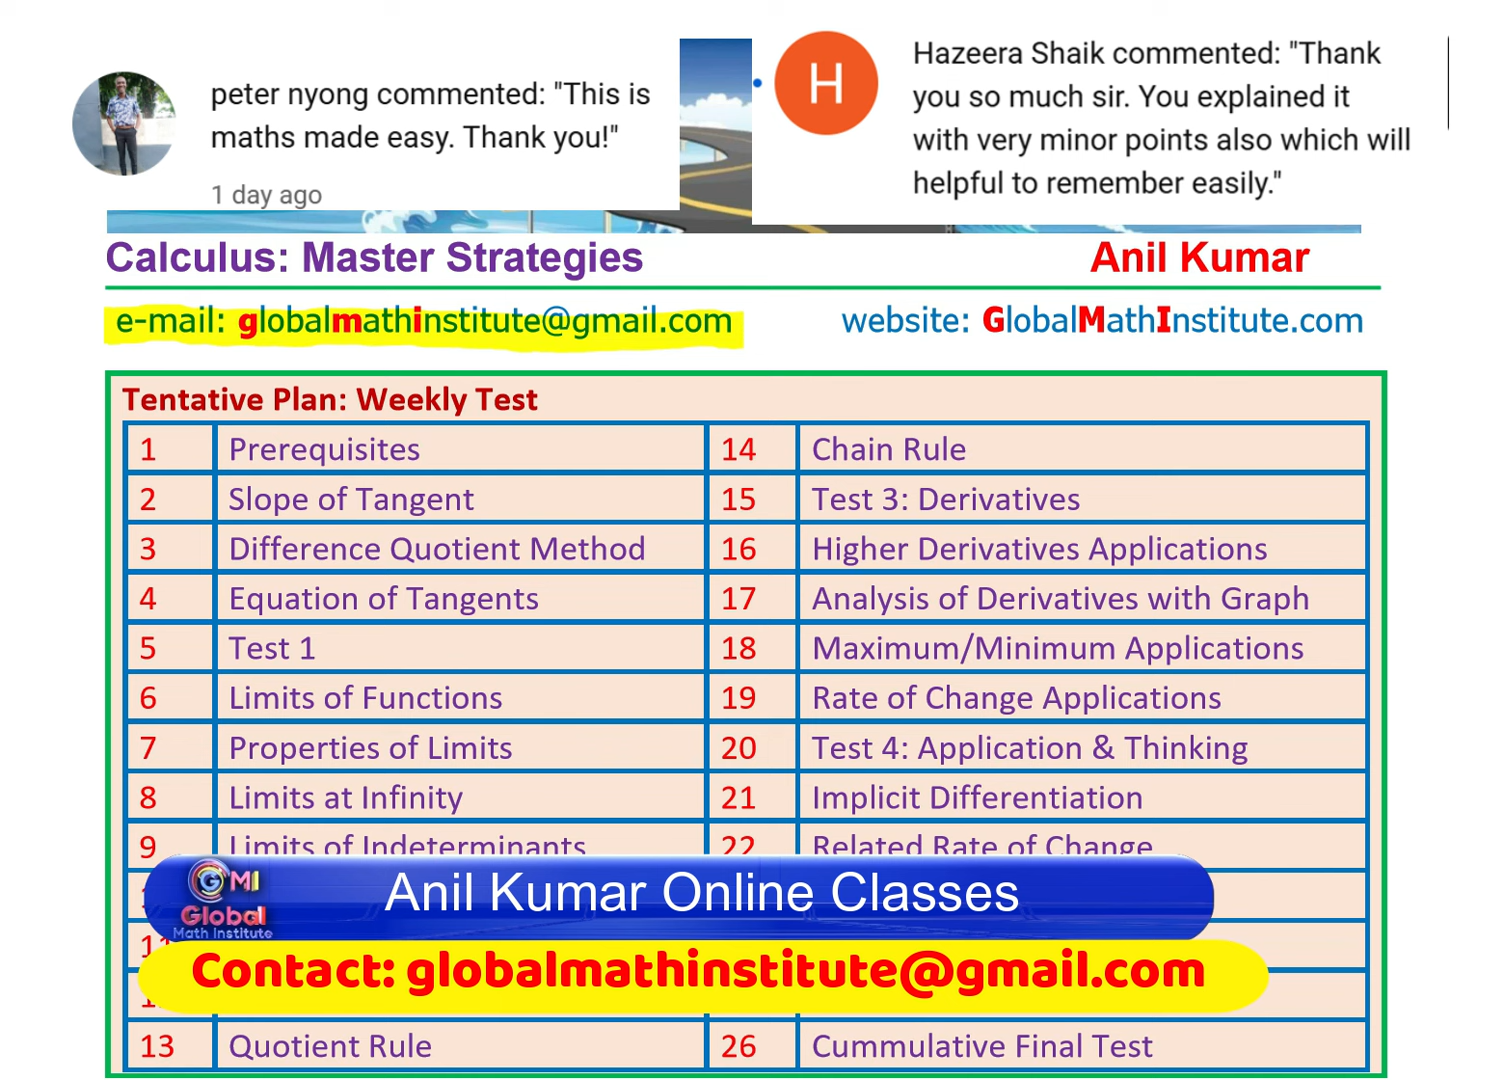 peter nyong commented: "This is
maths made easy. Thank you!"
1 day ago
H
Hazeera Shaik commented: "Thank
you so much sir. You explained it
with very minor points also which will
helpful to remember easily."
Calculus: Master Strategies Anil Kumar
e-mail: globalmathinstitute@gmail.com website: GlobalMathInstitute.com
Tentative Plan: Weekly Test
1 Prerequisites 14 Chain Rule
2 Slope of Tangent 15 Test 3: Derivatives
3 Difference Quotient Method 16 Higher Derivatives Applications
4 Equation of Tangents 17 Analysis of Derivatives with Graph
5 Test 1 18 Maximum/Minimum Applications
6 Limits of Functions 19 Rate of Change Applications
7 Properties of Limits 20 Test 4: Application & Thinking
8 Limits at Infinity 21 Implicit Differentiation
9 Limits of Indeterminants 22 Related Rate of Change
GMI
Global
Math Institute
Anil Kumar Online Classes
11
Contact: globalmathinstitute@gmail.com
13 Quotient Rule 26 Cummulative Final Test